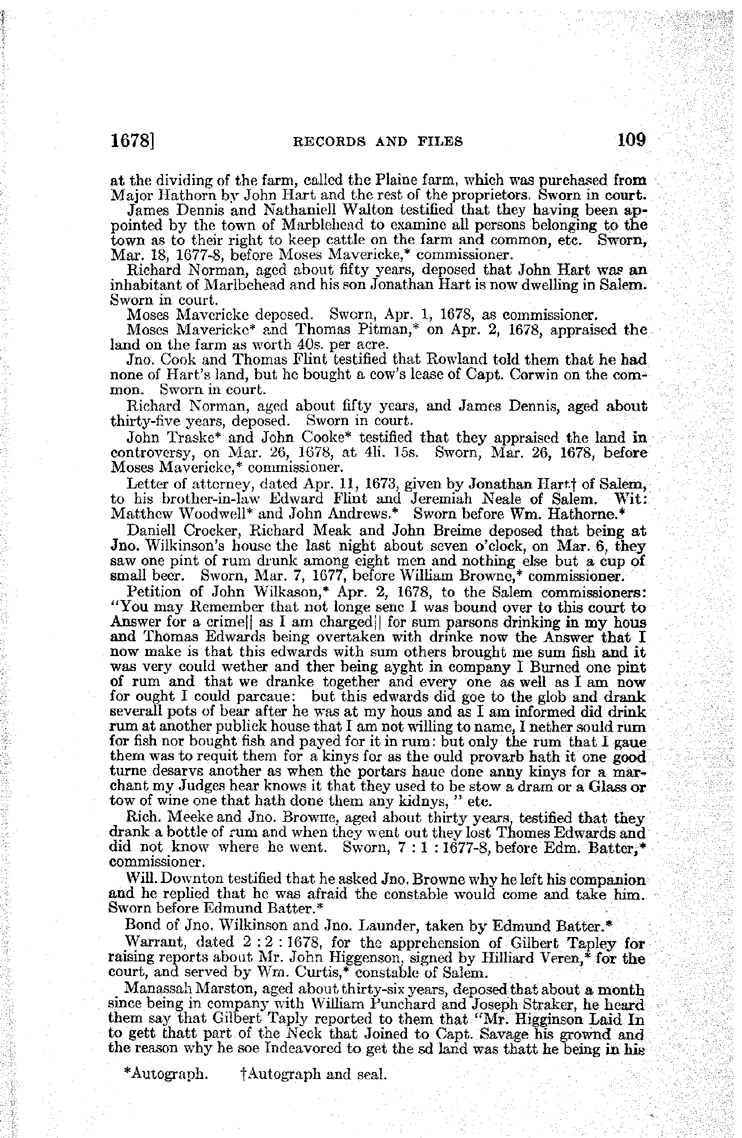 1678] RECORDS AND FILES 109
at the dividing of the farm, called the Plaine farm, which was purchased from
Major Hathorn by John Hart and the rest of the proprietors. Sworn in court.
James Dennis and Nathaniell Walton testified that they having been ap-
pointed by the town of Marblehead to examine all persons belonging to the
town as to their right to keep cattle on the farm and common, etc. Sworn,
Mar. 18, 1677-8, before Moses Mavericke,* commissioner.
Richard Norman, aged about fifty years, deposed that John Hart was an
inhabitant of Marlbehead and his son Jonathan Hart is now dwelling in Salem.
Sworn in court.
Moses Mavericke deposed. Sworn, Apr. 1, 1678, as commissioner.
Moses Mavericke* and Thomas Pitman,* on Apr. 2, 1678, appraised the
land on the farm as worth 40s. per acre.
Jno. Cook and Thomas Flint testified that Rowland told them that he had
none of Hart's land, but he bought a cow's lease of Capt. Corwin on the com-
mon. Sworn in court.
Richard Norman, aged about fifty years, and James Dennis, aged about
thirty-five years, deposed. Sworn in court.
John Traske* and John Cooke* testified that they appraised the land in
controversy, on Mar. 26, 1678, at 4li. 15s. Sworn, Mar. 26, 1678, before
Moses Mavericke,* commissioner.
Letter of attorney, dated Apr. 11, 1673, given by Jonathan Hart† of Salem,
to his brother-in-law Edward Flint and Jeremiah Neale of Salem. Wit:
Matthew Woodwell* and John Andrews.* Sworn before Wm. Hathorne.*
Daniell Crocker, Richard Meak and John Breime deposed that being at
Jno. Wilkinson's house the last night about seven o'clock, on Mar. 6, they
saw one pint of rum drunk among eight men and nothing else but a cup of
small beer. Sworn, Mar. 7, 1677, before William Browne,* commissioner.
Petition of John Wilkason,* Apr. 2, 1678, to the Salem commissioners:
"You may Remember that not longe senc I was bound over to this court to
Answer for a crime|| as I am charged|| for sum parsons drinking in my hous
and Thomas Edwards being overtaken with drinke now the Answer that I
now make is that this edwards with sum others brought me sum fish and it
was very could wether and ther being ayght in company I Burned one pint
of rum and that we dranke together and every one as well as I am now
for ought I could parcaue: but this edwards did goe to the glob and drank
severall pots of bear after he was at my hous and as I am informed did drink
rum at another publick house that I am not willing to name, I nether sould rum
for fish nor bought fish and payed for it in rum: but only the rum that I gaue
them was to requit them for a kinys for as the ould provarb hath it one good
turne desarvs another as when the portars haue done anny kinys for a mar-
chant my Judges hear knows it that they used to be stow a dram or a Glass or
tow of wine one that hath done them any kidnys, " etc.
Rich. Meeke and Jno. Browne, aged about thirty years, testified that they
drank a bottle of rum and when they went out they lost Thomes Edwards and
did not know where he went. Sworn, 7 : 1 : 1677-8, before Edm. Batter,*
commissioner.
Will. Downton testified that he asked Jno. Browne why he left his companion
and he replied that he was afraid the constable would come and take him.
Sworn before Edmund Batter.*
Bond of Jno. Wilkinson and Jno. Launder, taken by Edmund Batter.*
Warrant, dated 2 : 2 : 1678, for the apprehension of Gilbert Tapley for
raising reports about Mr. John Higgenson, signed by Hilliard Veren,* for the
court, and served by Wm. Curtis,* constable of Salem.
Manassah Marston, aged about thirty-six years, deposed that about a month
since being in company with William Punchard and Joseph Straker, he heard
them say that Gilbert Taply reported to them that "Mr. Higginson Laid In
to gett thatt part of the Neck that Joined to Capt. Savage his grownd and
the reason why he soe Indeavored to get the sd land was thatt he being in his
*Autograph. †Autograph and seal.